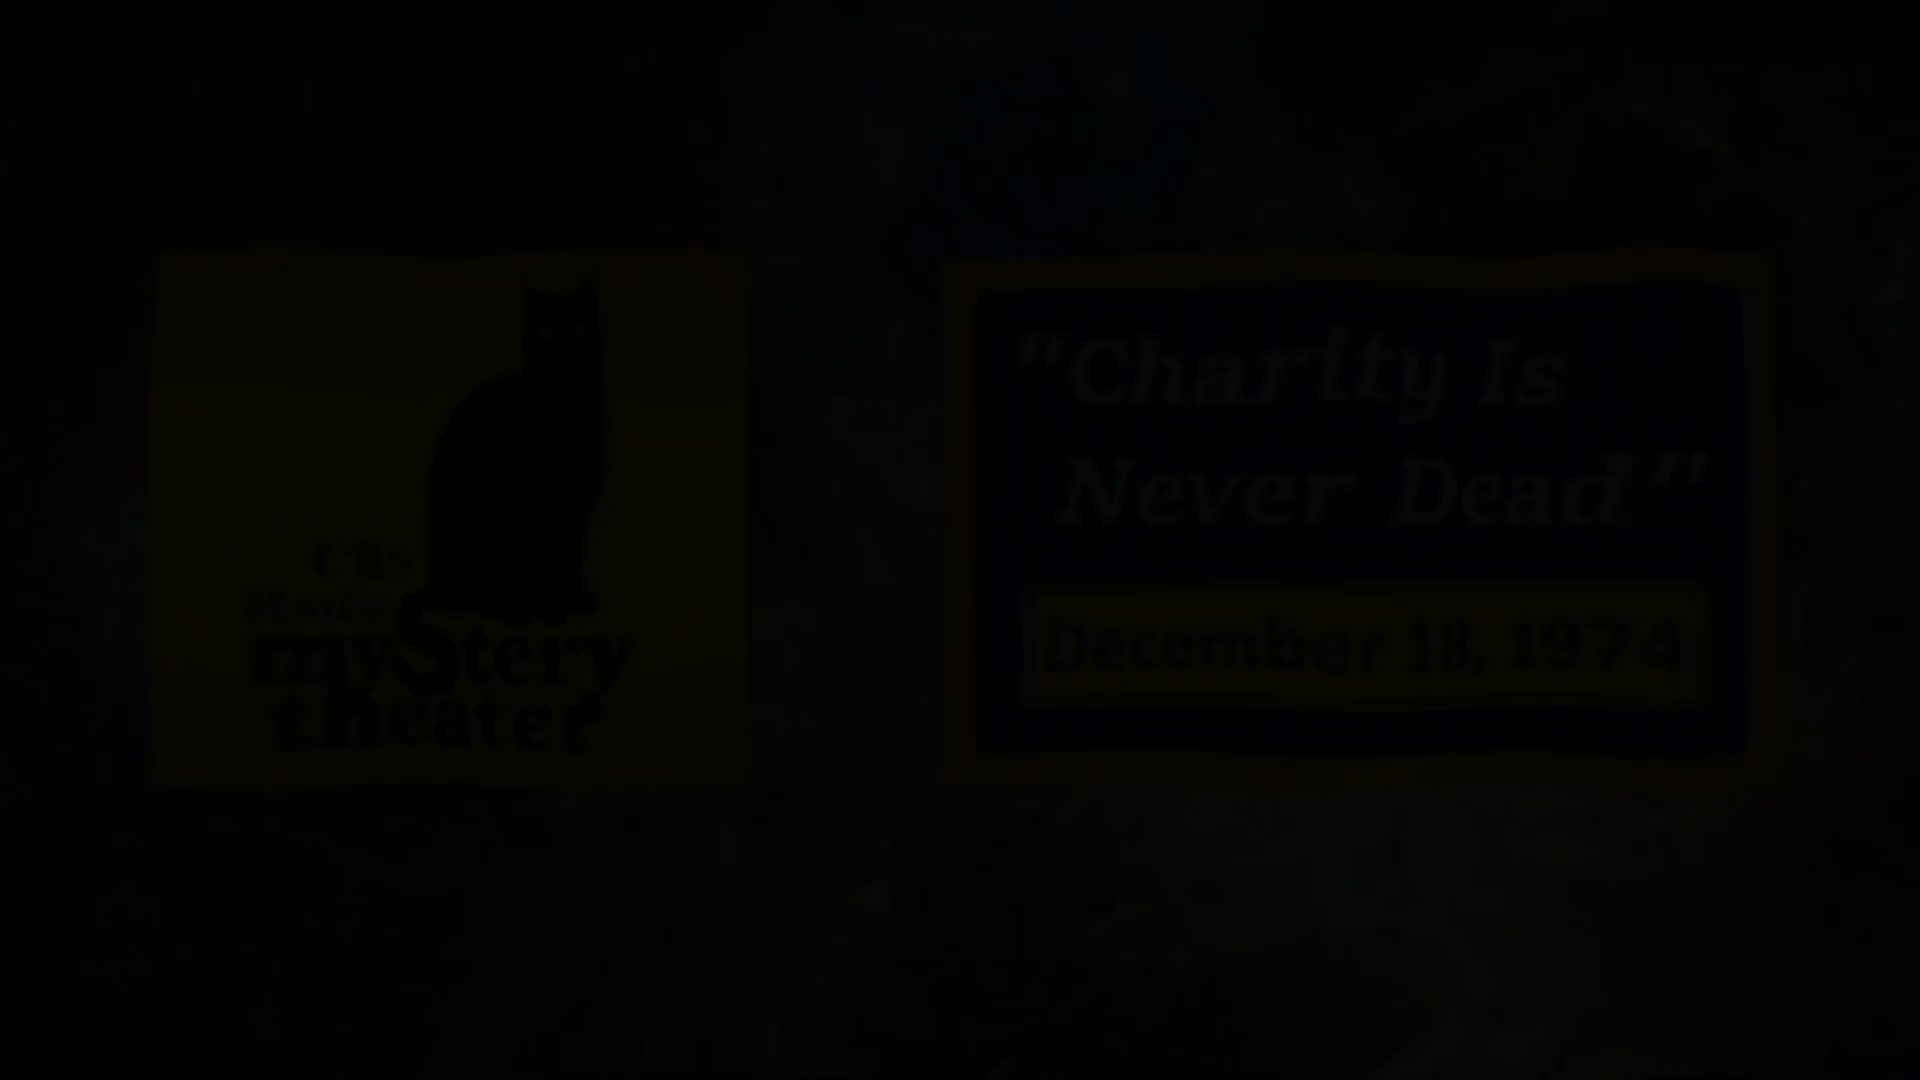 CBS
Radio
mystery
theater
"Charity Is
Never Dead"
December 18, 1974